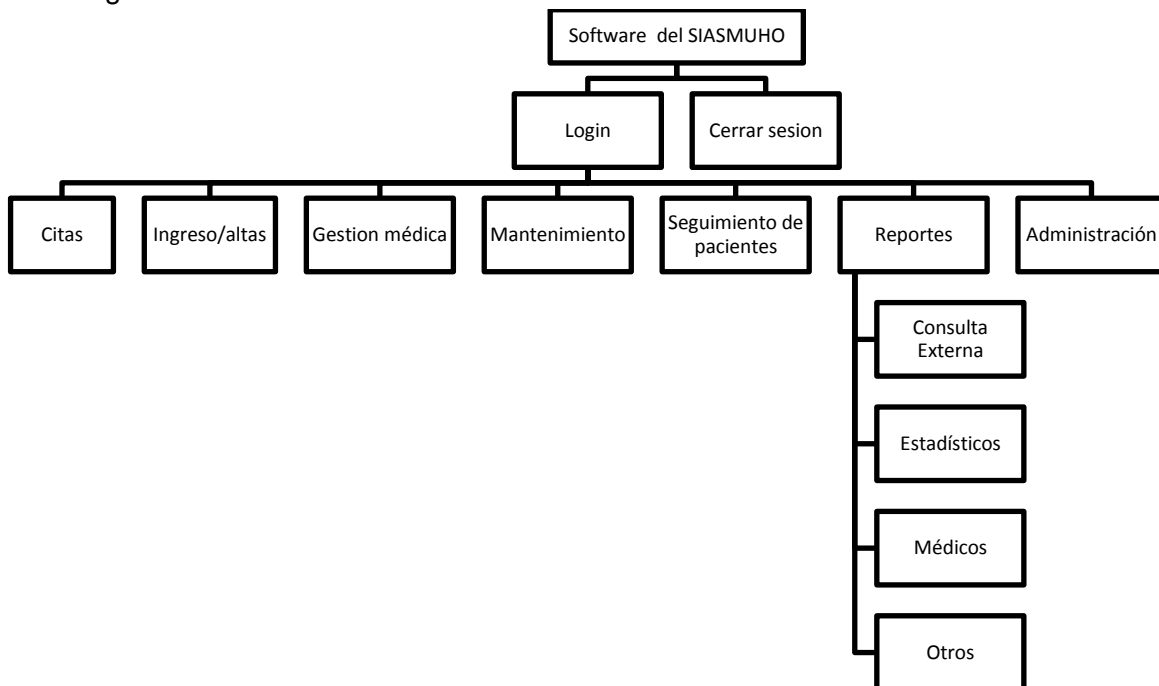 Software del SIASMUHO
Login
Cerrar sesion
Citas
Ingreso/altas
Gestion médica
Mantenimiento
Seguimiento de
pacientes
Reportes
Administración
Consulta
Externa
Estadísticos
Médicos
Otros